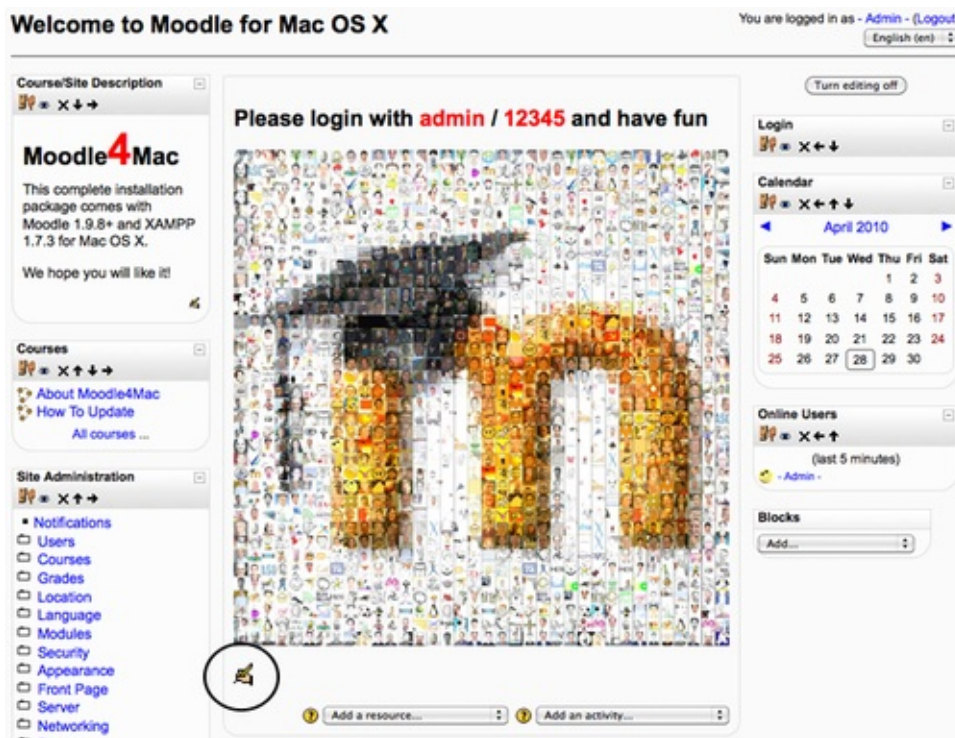 Welcome to Moodle for Mac OS X
You are logged in as - Admin - (Logout
English (en)
Course/Site Description
Moodle4Mac
This complete installation
package comes with
Moodle 1.9.8+ and XAMPP
1.7.3 for Mac OS X.
We hope you will like it!
Courses
About Moodle4Mac
How To Update
All courses ...
Site Administration
Notifications
Users
Courses
Grades
Location
Language
Modules
Security
Appearance
Front Page
Server
Networking
Please login with admin / 12345 and have fun
Add a resource...
Add an activity...
Turn editing off
Login
Calendar
April 2010
Sun Mon Tue Wed Thu Fri Sat
1 2 3
4 5 6 7 8 9 10
11 12 13 14 15 16 17
18 19 20 21 22 23 24
25 26 27 28 29 30
Online Users
(last 5 minutes)
- Admin -
Blocks
Add...